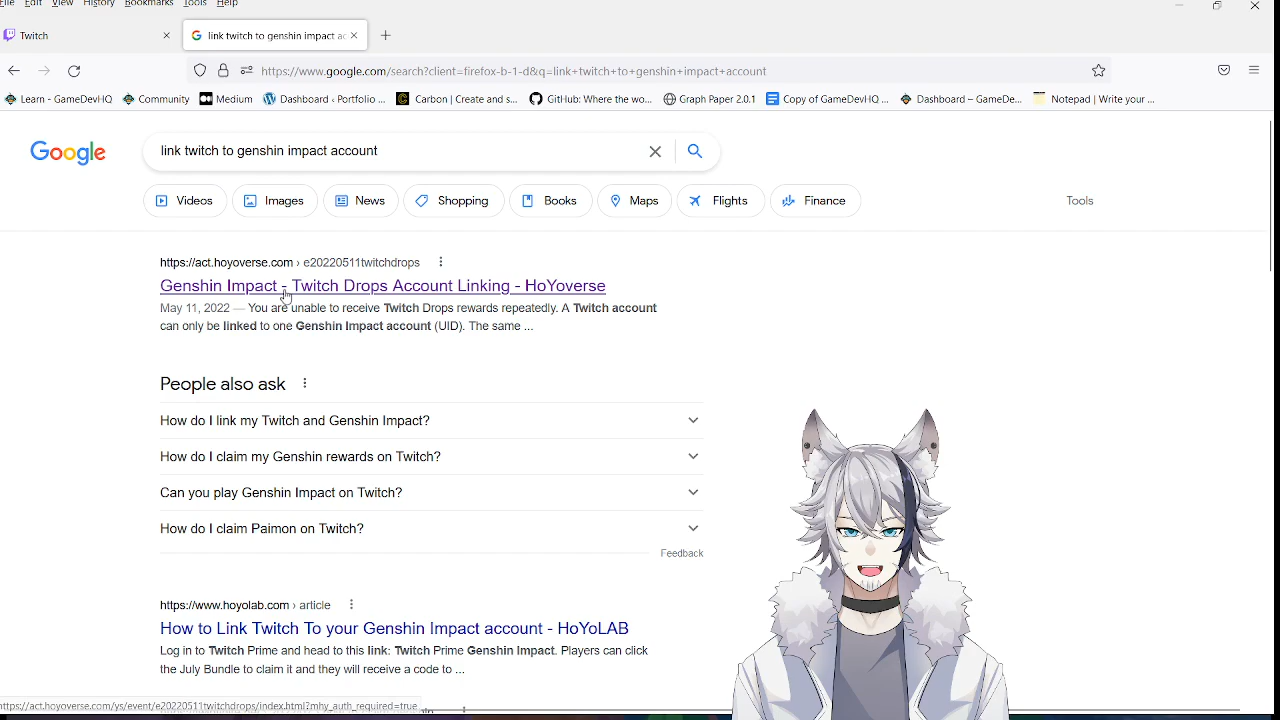 File Edit View History Bookmarks Tools Help
Twitch
link twitch to genshin impact ac
https://www.google.com/search?client=firefox-b-1-d&q=link+twitch+to+genshin+impact+account
Learn - GameDevHQ Community Medium Dashboard ‹ Portfolio ... Carbon | Create and s... GitHub: Where the wo... Graph Paper 2.0.1 Copy of GameDevHQ ... Dashboard – GameDe... Notepad | Write your ...
Google
link twitch to genshin impact account
Videos Images News Shopping Books Maps Flights Finance Tools
https://act.hoyoverse.com › e20220511twitchdrops
Genshin Impact - Twitch Drops Account Linking - HoYoverse
May 11, 2022 — You are unable to receive Twitch Drops rewards repeatedly. A Twitch account
can only be linked to one Genshin Impact account (UID). The same ...
People also ask
How do I link my Twitch and Genshin Impact?
How do I claim my Genshin rewards on Twitch?
Can you play Genshin Impact on Twitch?
How do I claim Paimon on Twitch?
Feedback
https://www.hoyolab.com › article
How to Link Twitch To your Genshin Impact account - HoYoLAB
Log in to Twitch Prime and head to this link: Twitch Prime Genshin Impact. Players can click
the July Bundle to claim it and they will receive a code to ...
https://act.hoyoverse.com/ys/event/e20220511twitchdrops/index.html?mhy_auth_required=true